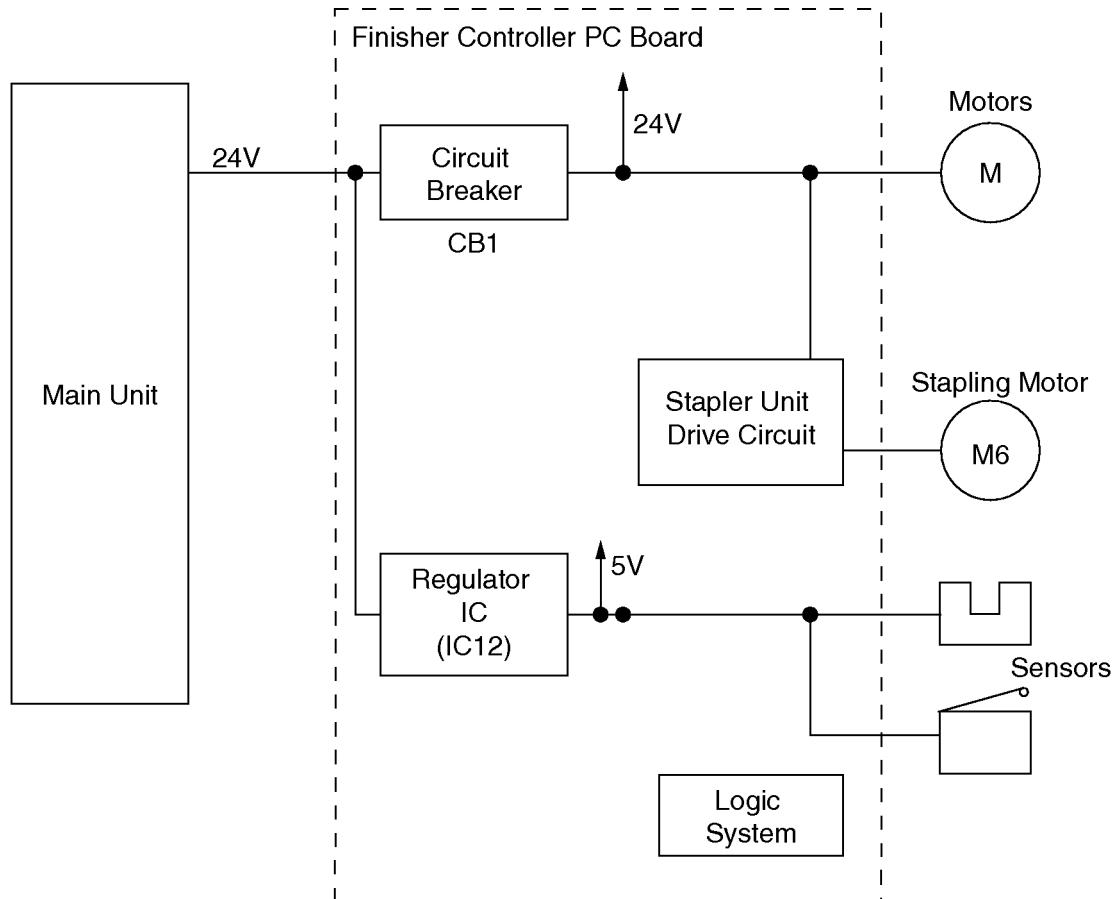 Finisher Controller PC Board
Main Unit
24V
Circuit
Breaker
CB1
24V
Motors
M
Stapler Unit
Drive Circuit
Stapling Motor
M6
Regulator
IC
(IC12)
5V
Sensors
Logic
System